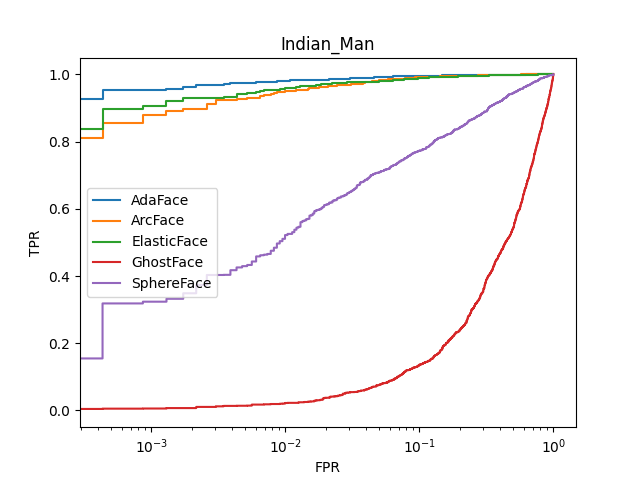 Indian_Man
TPR
1.0
0.8
0.6
0.4
0.2
0.0
AdaFace
ArcFace
ElasticFace
GhostFace
SphereFace
10⁻³
10⁻²
10⁻¹
10⁰
FPR